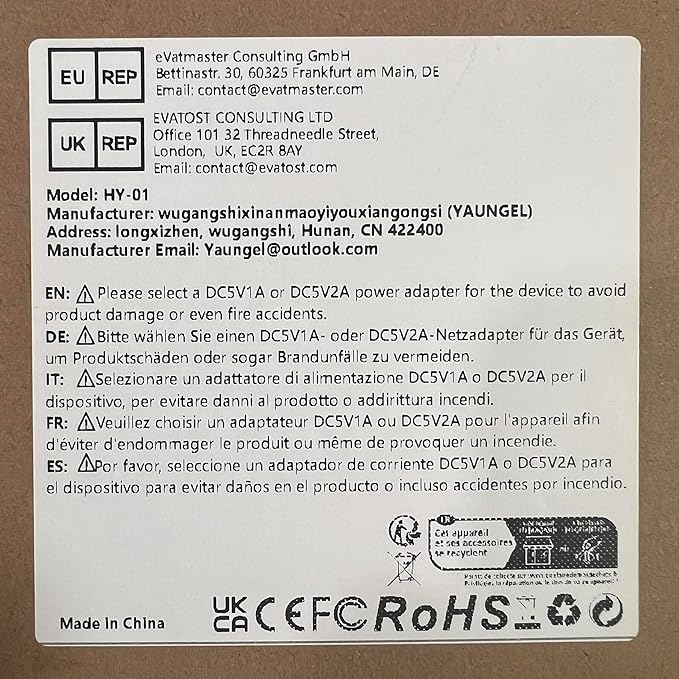 EU REP
eVatmaster Consulting GmbH
Bettinastr. 30, 60325 Frankfurt am Main, DE
Email: contact@evatmaster.com
UK REP
EVATOST CONSULTING LTD
Office 101 32 Threadneedle Street,
London, UK, EC2R 8AY
Email: contact@evatost.com
Model: HY-01
Manufacturer: wugangshixinanmaoyiyouxiangongsi (YAUNGEL)
Address: longxizhen, wugangshi, Hunan, CN 422400
Manufacturer Email: Yaungel@outlook.com
EN: ⚠Please select a DC5V1A or DC5V2A power adapter for the device to avoid
product damage or even fire accidents.
DE: ⚠Bitte wählen Sie einen DC5V1A- oder DC5V2A-Netzadapter für das Gerät,
um Produktschäden oder sogar Brandunfälle zu vermeiden.
IT: ⚠Selezionare un adattatore di alimentazione DC5V1A o DC5V2A per il
dispositivo, per evitare danni al prodotto o addirittura incendi.
FR: ⚠Veuillez choisir un adaptateur DC5V1A ou DC5V2A pour l'appareil afin
d'éviter d'endommager le produit ou même de provoquer un incendie.
ES: ⚠Por favor, seleccione un adaptador de corriente DC5V1A o DC5V2A para
el dispositivo para evitar daños en el producto o incluso accidentes por incendio.
Cet appareil
et ses accessoires
se recyclent
Made in China
UK CA CE FC RoHS